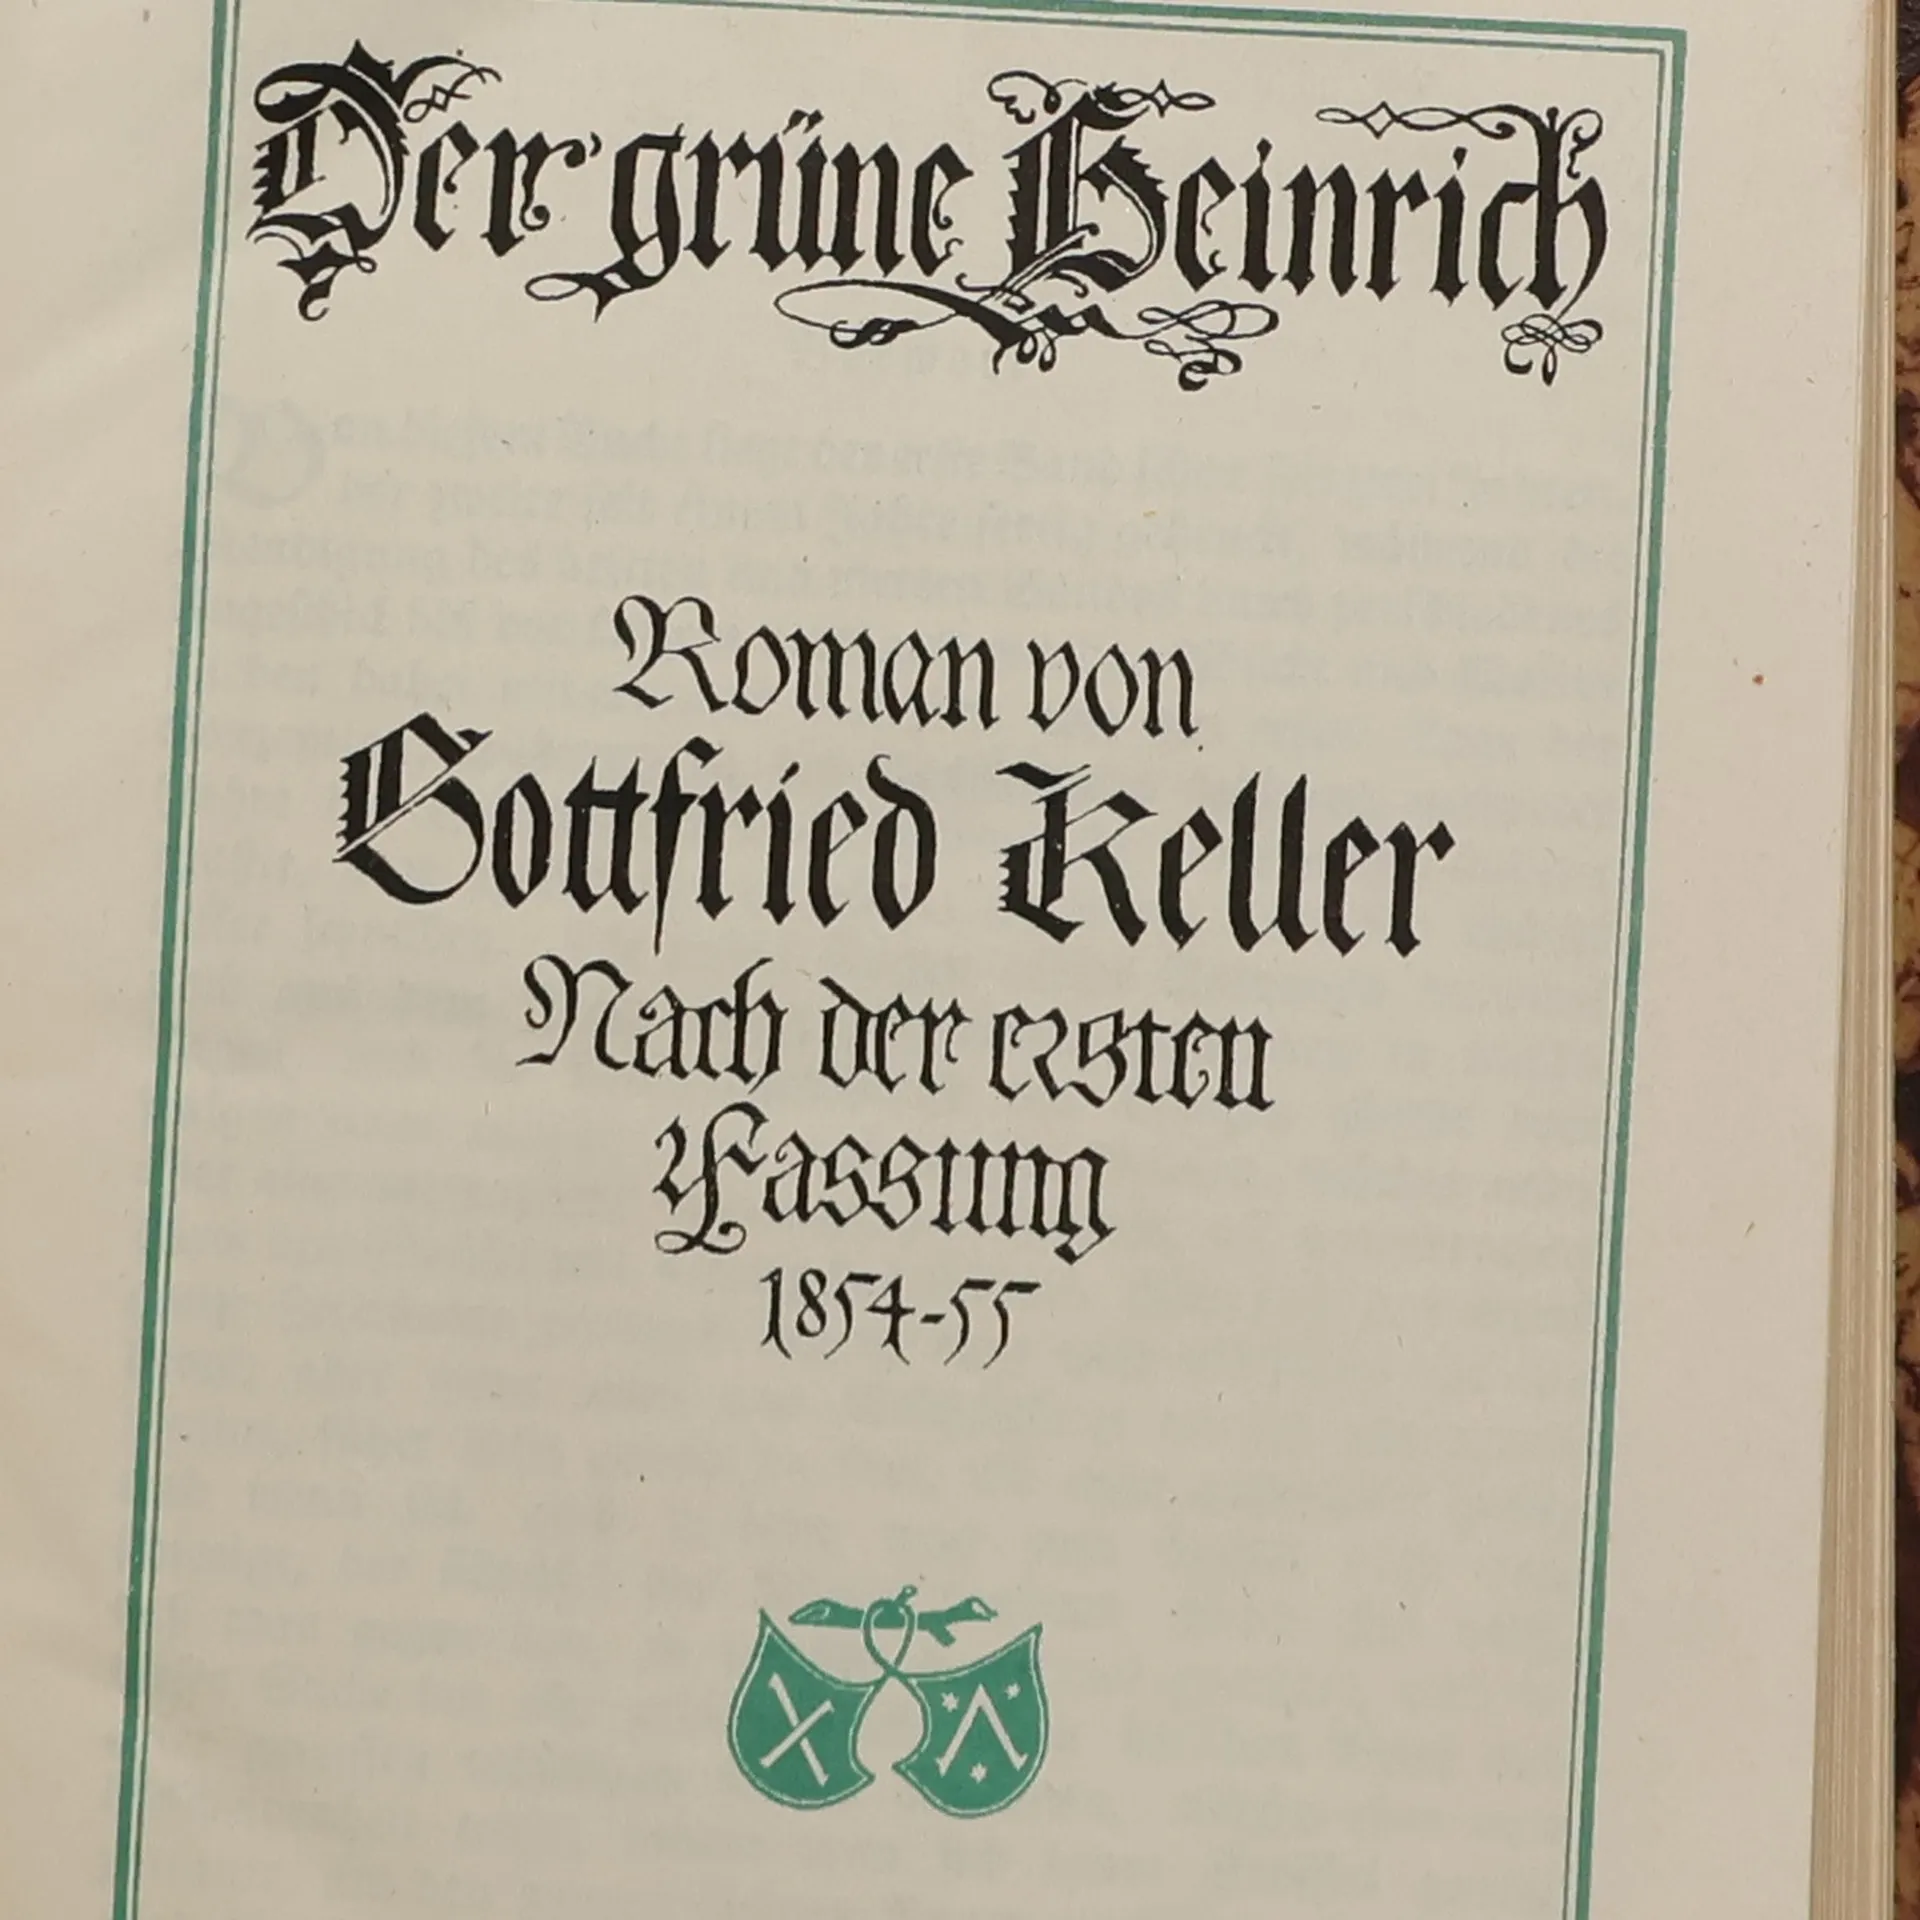 Der grüne Heinrich
Roman von
Gottfried Keller
Nach der ersten
Fassung
1854-55